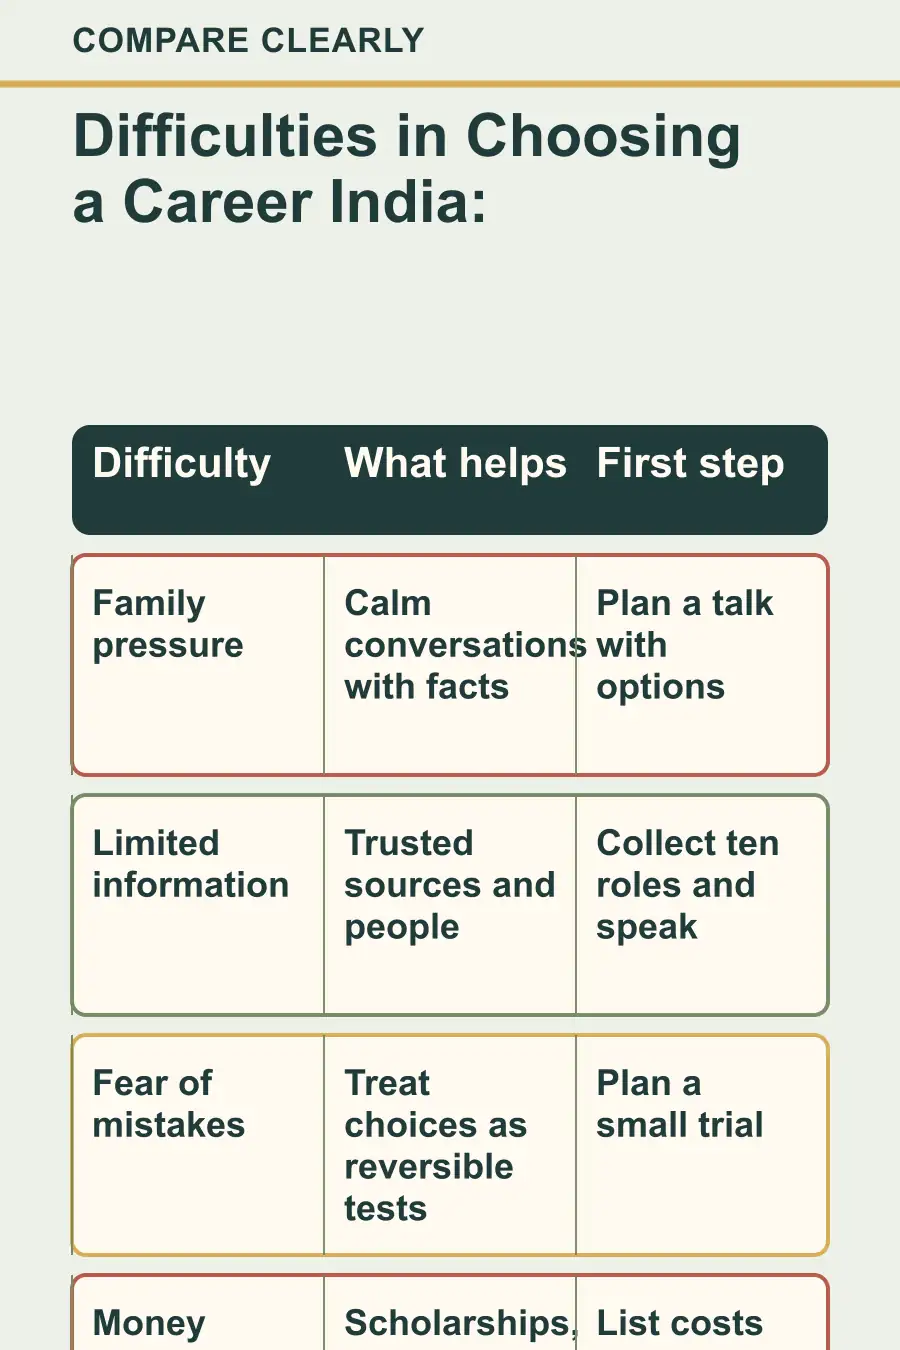 COMPARE CLEARLY
Difficulties in Choosing
a Career India:
Difficulty
What helps
First step
Family
pressure
Calm
conversations
with facts
Plan a talk
with
options
Limited
information
Trusted
sources and
people
Collect ten
roles and
speak
Fear of
mistakes
Treat
choices as
reversible
tests
Plan a
small trial
Money
Scholarships,
List costs